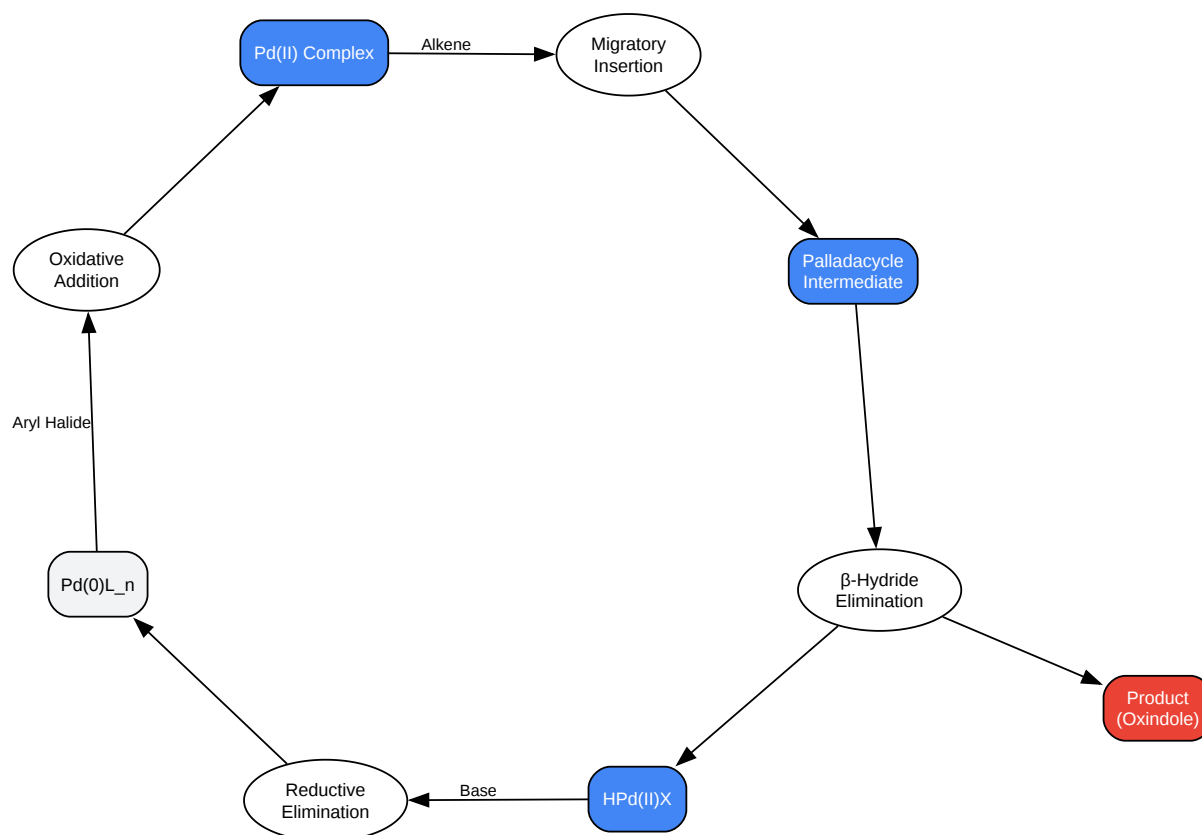 Pd(II) Complex
Alkene
Migratory
Insertion
Oxidative
Addition
Palladacycle
Intermediate
Aryl Halide
Pd(0)L_n
β-Hydride
Elimination
Product
(Oxindole)
Reductive
Elimination
Base
HPd(II)X